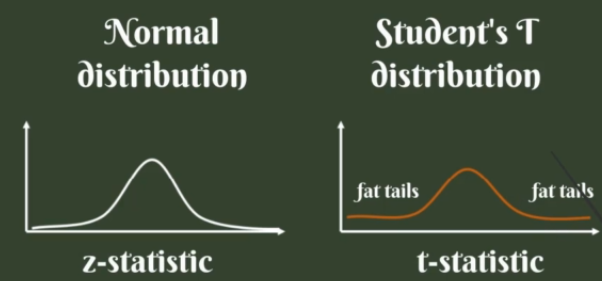 Normal
distribution
z-statistic
Student's T
distribution
fat tails
fat tails
t-statistic